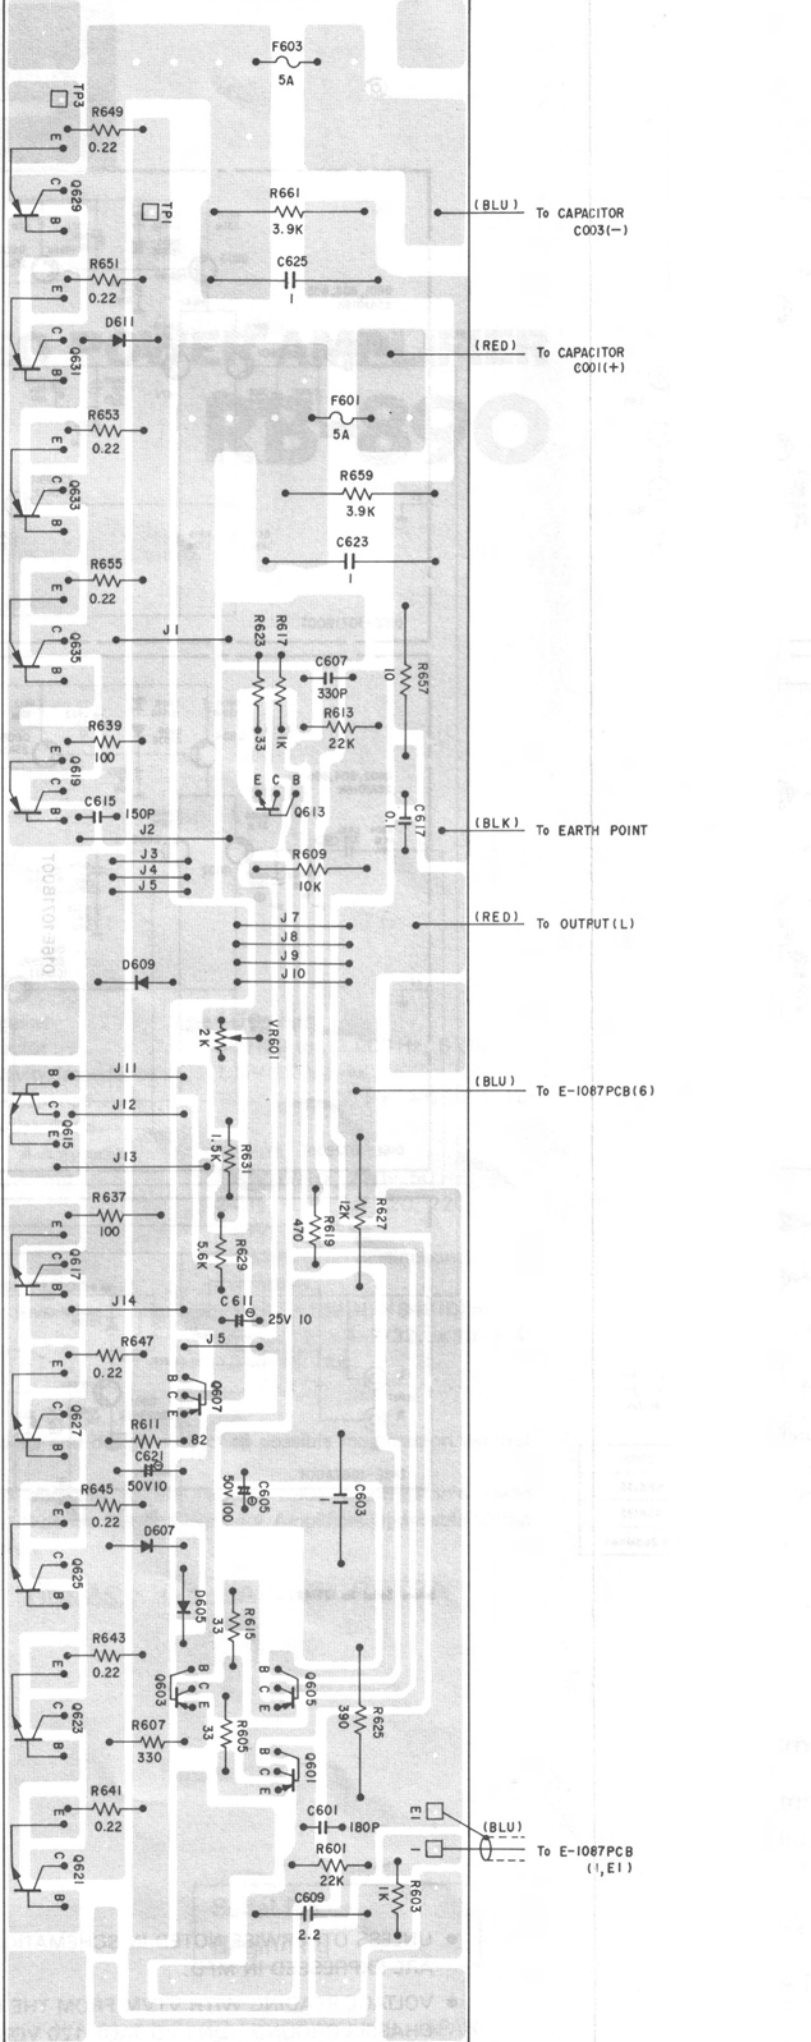 F603
5A
TP3
R649
E
0.22
C
Q629
B
TP1
R661
3.9K
(BLU)
To CAPACITOR
C003(-)
R651
E
0.22
C625
1
D611
C
Q631
B
(RED)
To CAPACITOR
C001(+)
F601
5A
R653
E
0.22
C
Q633
B
R659
3.9K
C623
1
R655
E
0.22
C
Q635
B
J1
R623
33
R617
1K
C607
330P
R613
22K
R657
10
R639
E
100
Q619
C
B
C615
150P
J2
E C B
Q613
C617
0.1
(BLK)
To EARTH POINT
J3
J4
J5
R609
10K
J7
J8
J9
J10
(RED)
To OUTPUT(L)
D609
VR601
2K
J11
B
C
J12
E
Q615
J13
(BLU)
To E-1087PCB(6)
R631
1.5K
R637
100
E
C
Q617
B
R629
5.6K
R619
470
R627
12K
J14
C611
25V 10
J5
R647
E
0.22
C
Q627
B
B
C
E
Q607
R611
82
C621
50V10
C605
50V100
C603
1
R645
E
0.22
D607
C
Q625
B
D605
R615
33
R643
E
0.22
C
Q623
B
Q603
B
C
E
B
C
E
Q605
R607
330
R605
33
R625
390
B
C
E
Q601
R641
E
0.22
C
Q621
B
C601
180P
R601
22K
C609
2.2
R603
1K
E1
1
(BLU)
To E-1087PCB
(1,E1)